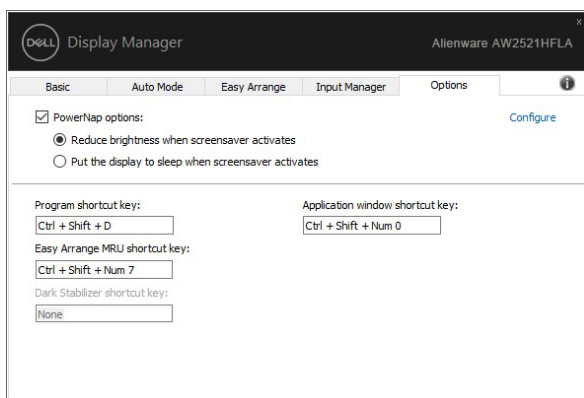 DELL Display Manager Alienware AW2521HFLA
x
Basic Auto Mode Easy Arrange Input Manager Options i
PowerNap options: Configure
Reduce brightness when screensaver activates
Put the display to sleep when screensaver activates
Program shortcut key: Application window shortcut key:
Ctrl + Shift + D Ctrl + Shift + Num 0
Easy Arrange MRU shortcut key:
Ctrl + Shift + Num 7
Dark Stabilizer shortcut key:
None